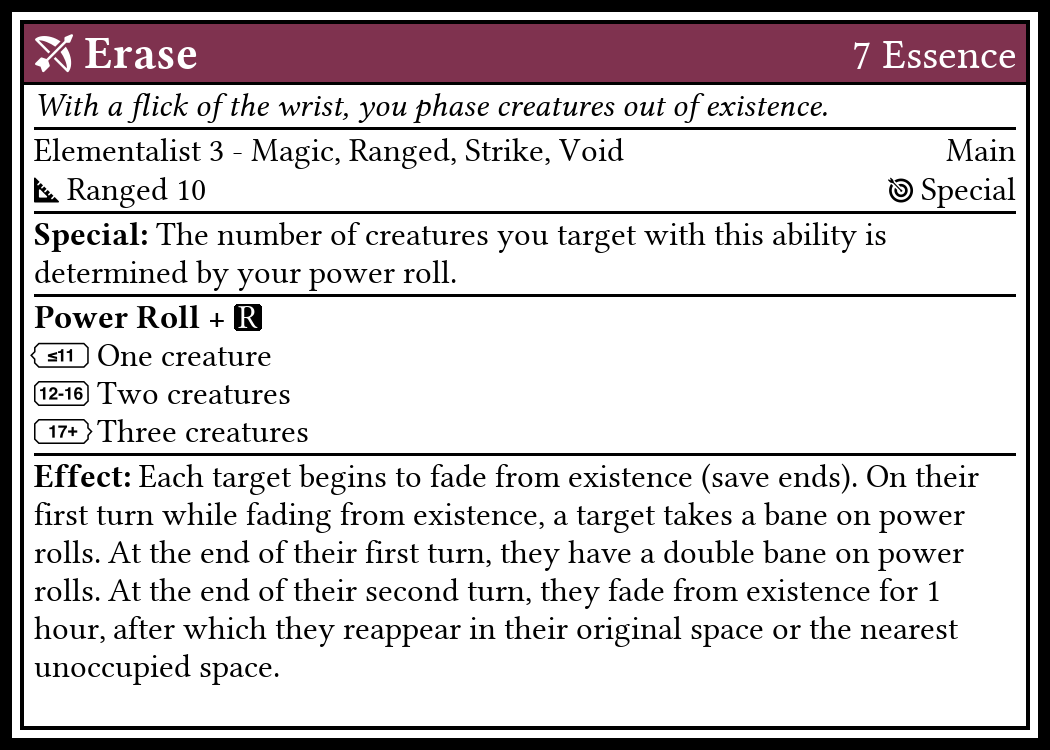 Erase 7 Essence
With a flick of the wrist, you phase creatures out of existence.
Elementalist 3 - Magic, Ranged, Strike, Void Main
Ranged 10 Special
Special: The number of creatures you target with this ability is
determined by your power roll.
Power Roll + R
≤11 One creature
12-16 Two creatures
17+ Three creatures
Effect: Each target begins to fade from existence (save ends). On their
first turn while fading from existence, a target takes a bane on power
rolls. At the end of their first turn, they have a double bane on power
rolls. At the end of their second turn, they fade from existence for 1
hour, after which they reappear in their original space or the nearest
unoccupied space.